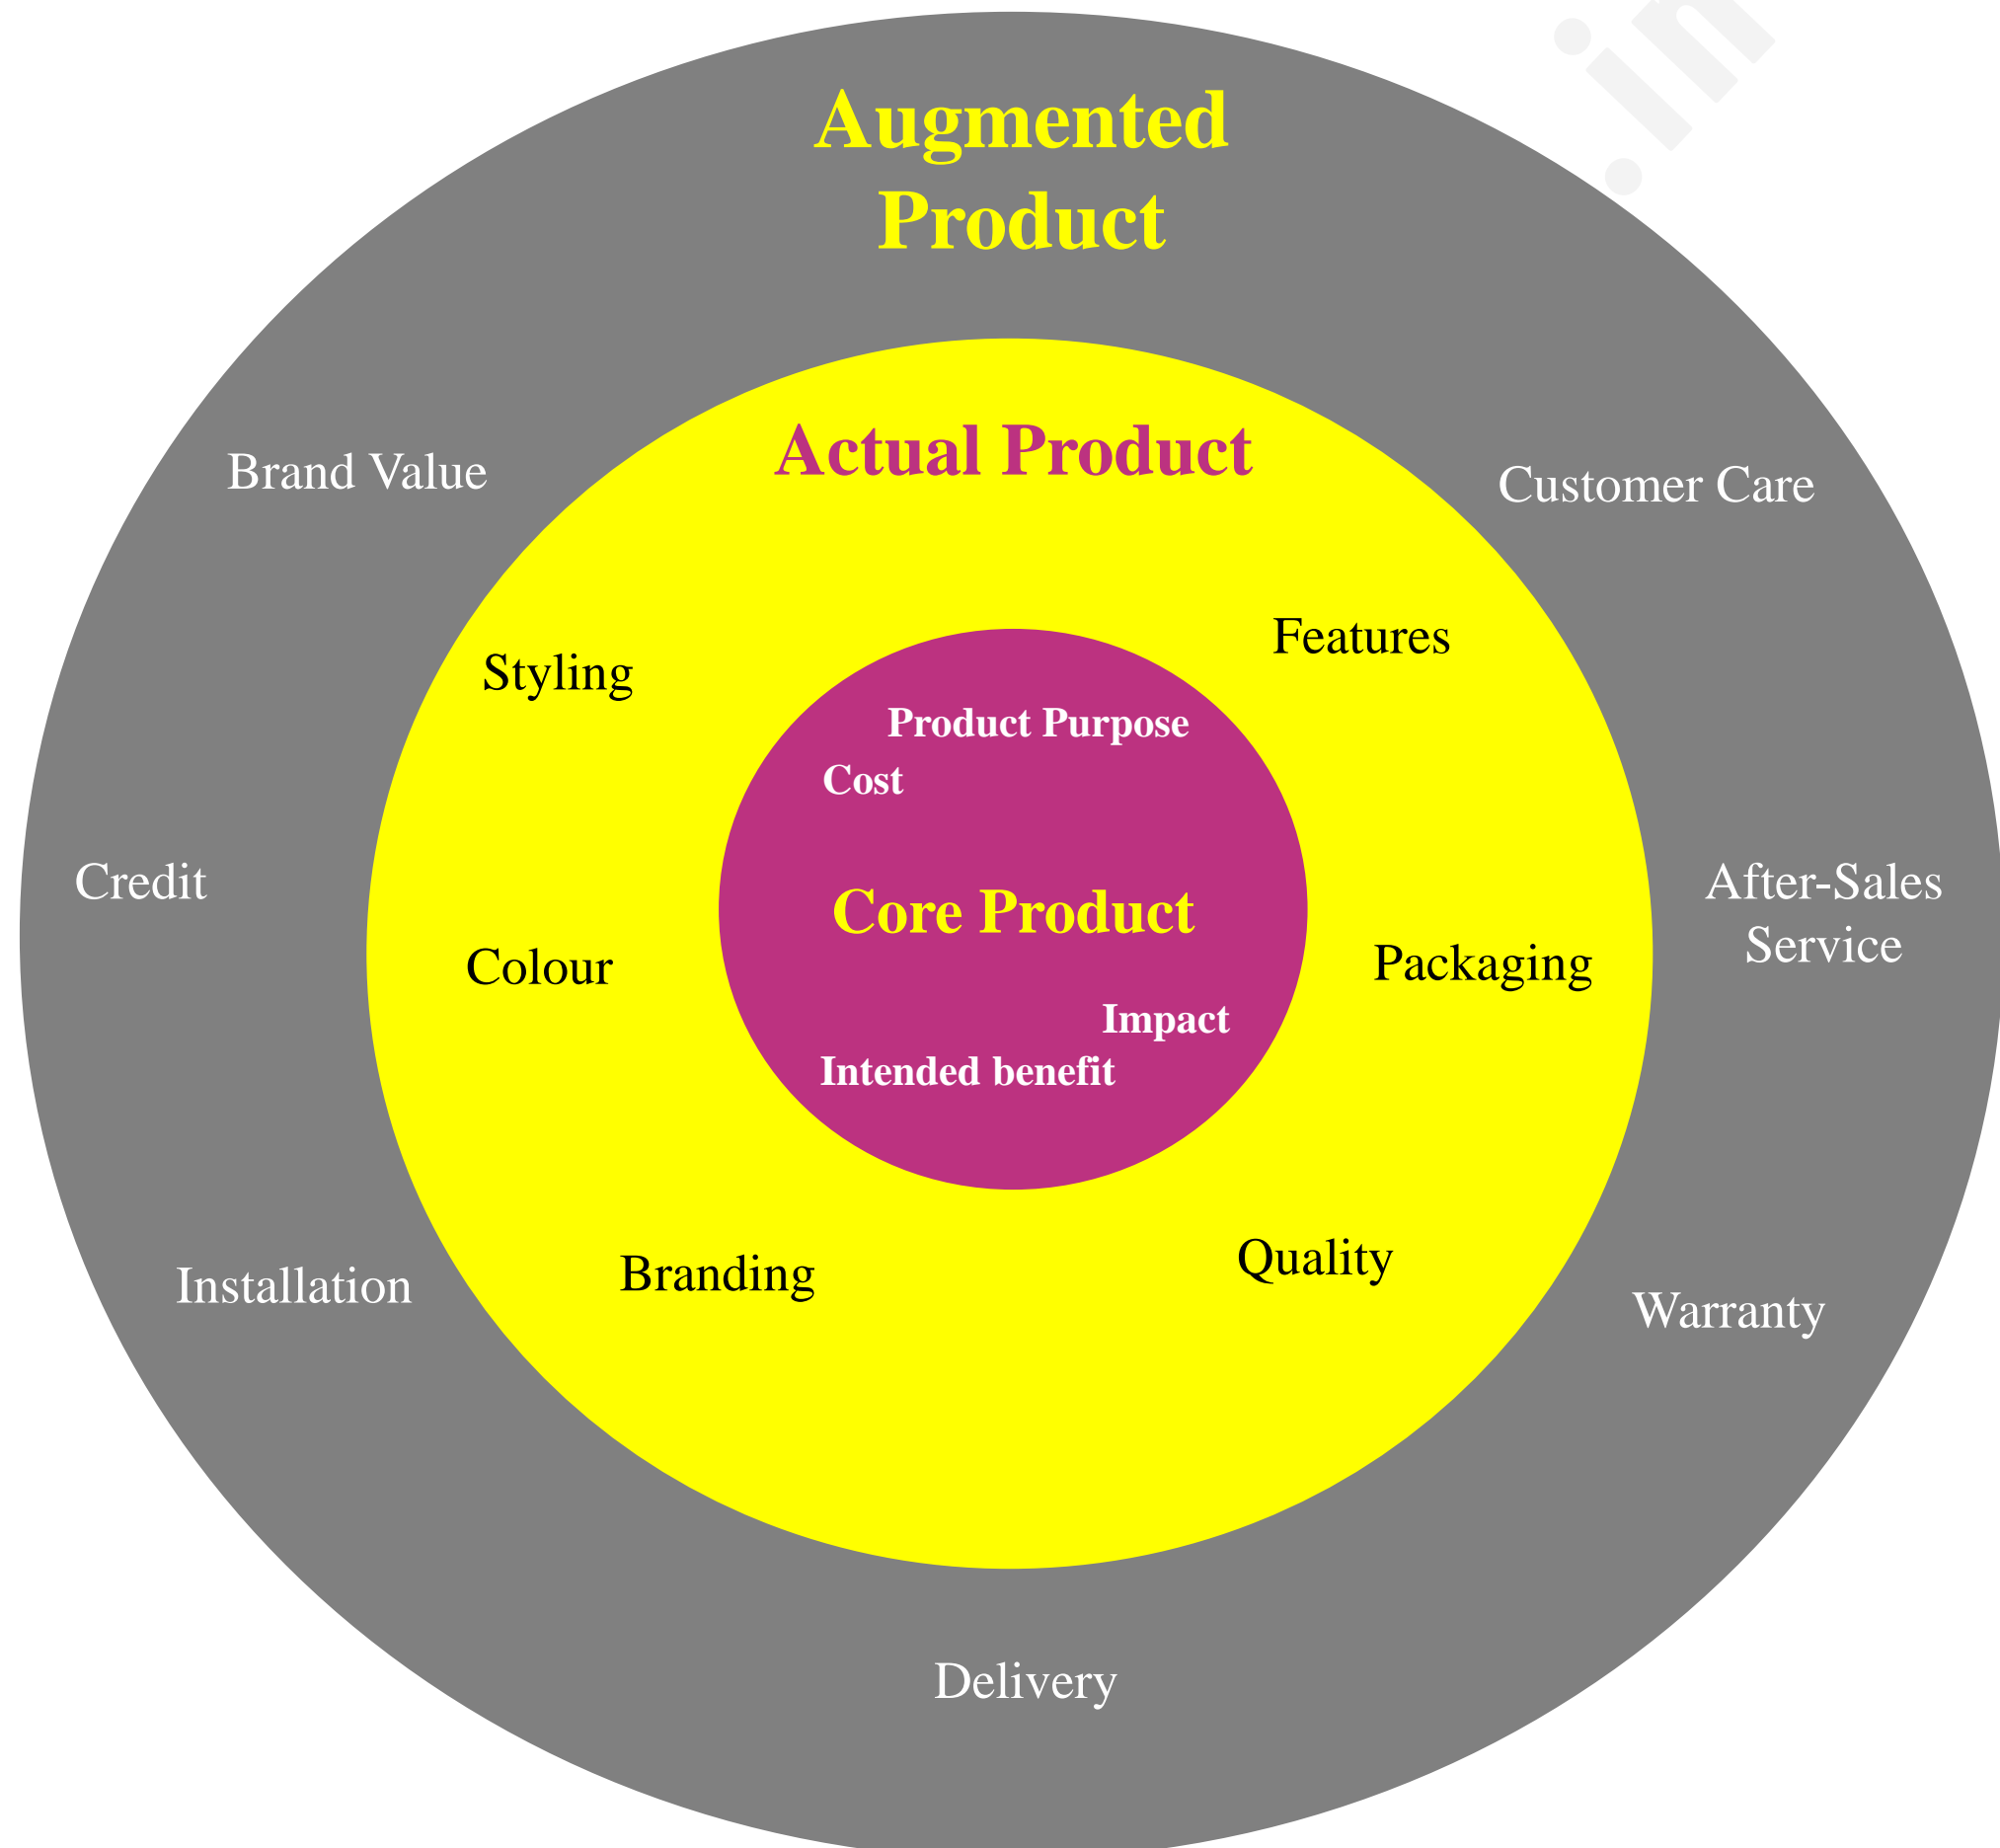 .in
Augmented
Product
Actual Product
Brand Value
Customer Care
Features
Styling
Product Purpose
Cost
Credit
After-Sales
Service
Core Product
Colour
Packaging
Impact
Intended benefit
Branding
Quality
Installation
Warranty
Delivery